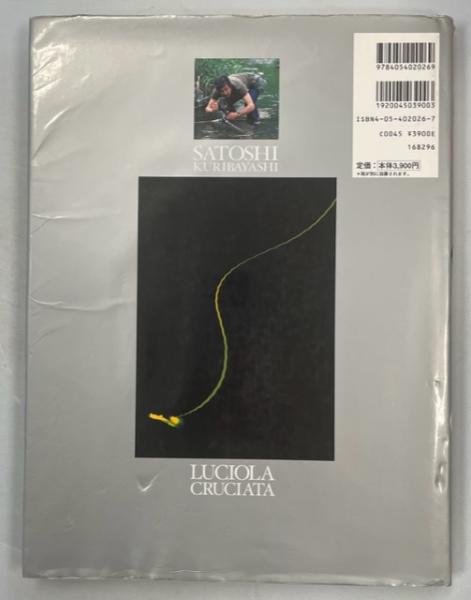 9784054020269
1920045039003
ISBN4-05-402026-7
C0045 ¥3900E
168296
定価：本体3,900円
SATOSHI
KURIBAYASHI
LUCIOLA
CRUCIATA